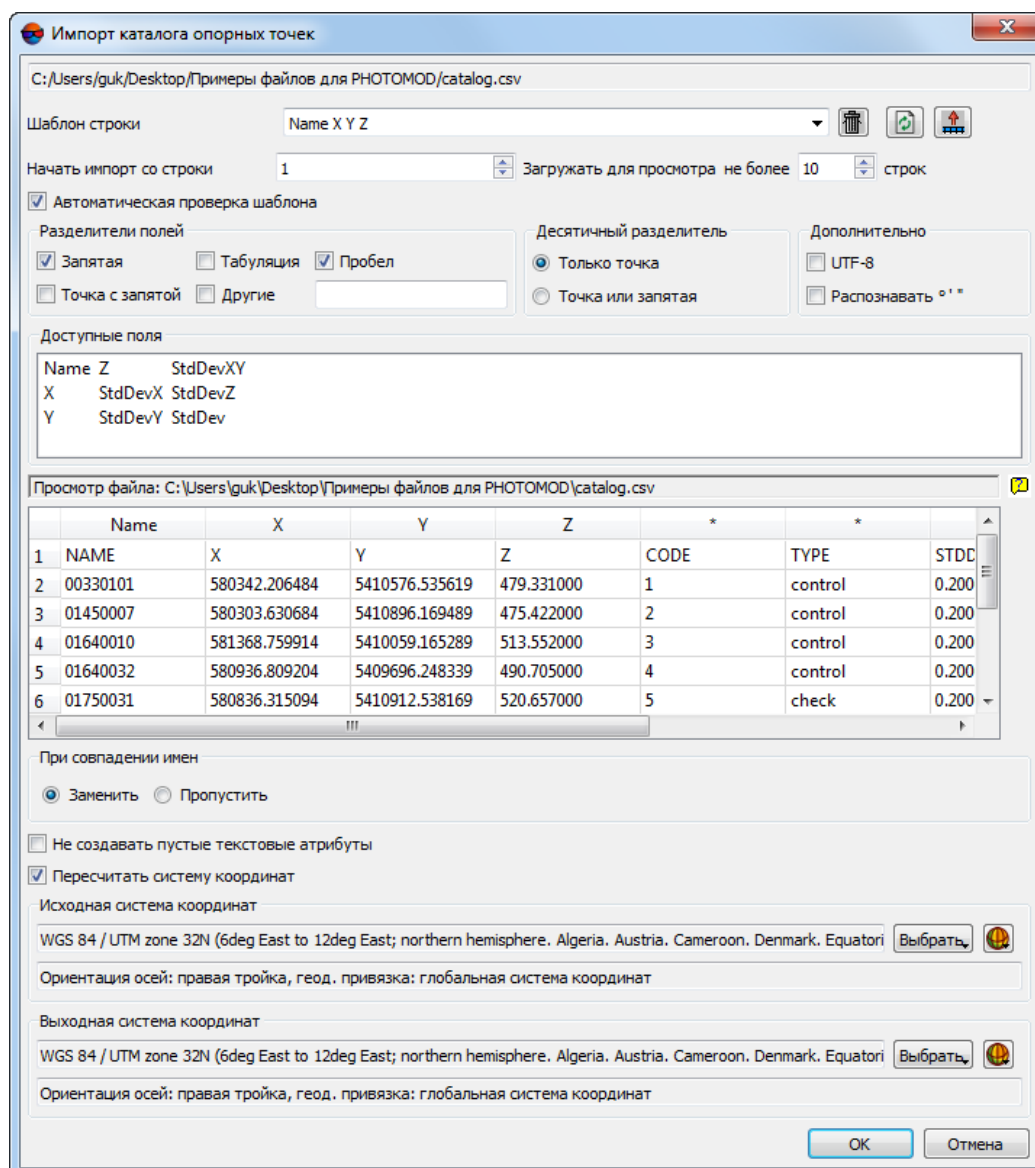 Импорт каталога опорных точек
C:/Users/guk/Desktop/Примеры файлов для PHOTOMOD/catalog.csv
Шаблон строки Name X Y Z
Начать импорт со строки 1 Загружать для просмотра не более 10 строк
Автоматическая проверка шаблона
Разделители полей Десятичный разделитель Дополнительно
Запятая Табуляция Пробел Только точка UTF-8
Точка с запятой Другие Точка или запятая Распознавать °'"
Доступные поля
Name Z StdDevXY
X StdDevX StdDevZ
Y StdDevY StdDev
Просмотр файла: C:\Users\guk\Desktop\Примеры файлов для PHOTOMOD\catalog.csv
Name X Y Z * *
1 NAME X Y Z CODE TYPE STDD
2 00330101 580342.206484 5410576.535619 479.331000 1 control 0.200
3 01450007 580303.630684 5410896.169489 475.422000 2 control 0.200
4 01640010 581368.759914 5410059.165289 513.552000 3 control 0.200
5 01640032 580936.809204 5409696.248339 490.705000 4 control 0.200
6 01750031 580836.315094 5410912.538169 520.657000 5 check 0.200
При совпадении имен
Заменить Пропустить
Не создавать пустые текстовые атрибуты
Пересчитать систему координат
Исходная система координат
WGS 84 / UTM zone 32N (6deg East to 12deg East; northern hemisphere. Algeria. Austria. Cameroon. Denmark. Equatori Выбрать
Ориентация осей: правая тройка, геод. привязка: глобальная система координат
Выходная система координат
WGS 84 / UTM zone 32N (6deg East to 12deg East; northern hemisphere. Algeria. Austria. Cameroon. Denmark. Equatori Выбрать
Ориентация осей: правая тройка, геод. привязка: глобальная система координат
OK Отмена